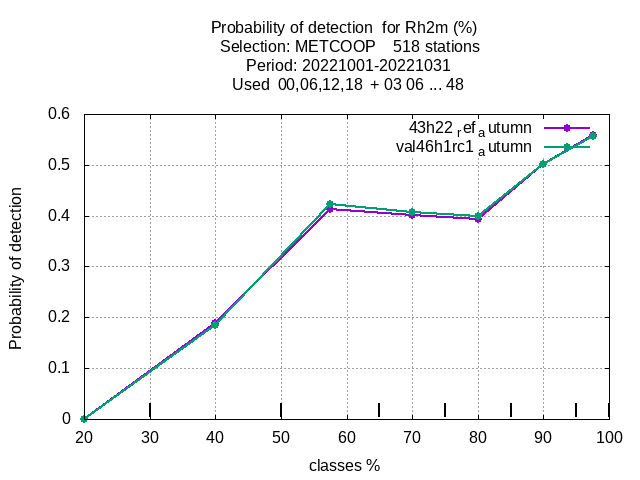 Probability of detection  for Rh2m (%)
Selection: METCOOP    518 stations
Period: 20221001-20221031
Used  00,06,12,18  + 03 06 ... 48
0.6
43h22 ref autumn
val46h1rc1 autumn
0.5
0.4
0.3
0.2
0.1
0
Probability of detection
20 30 40 50 60 70 80 90 100
classes %